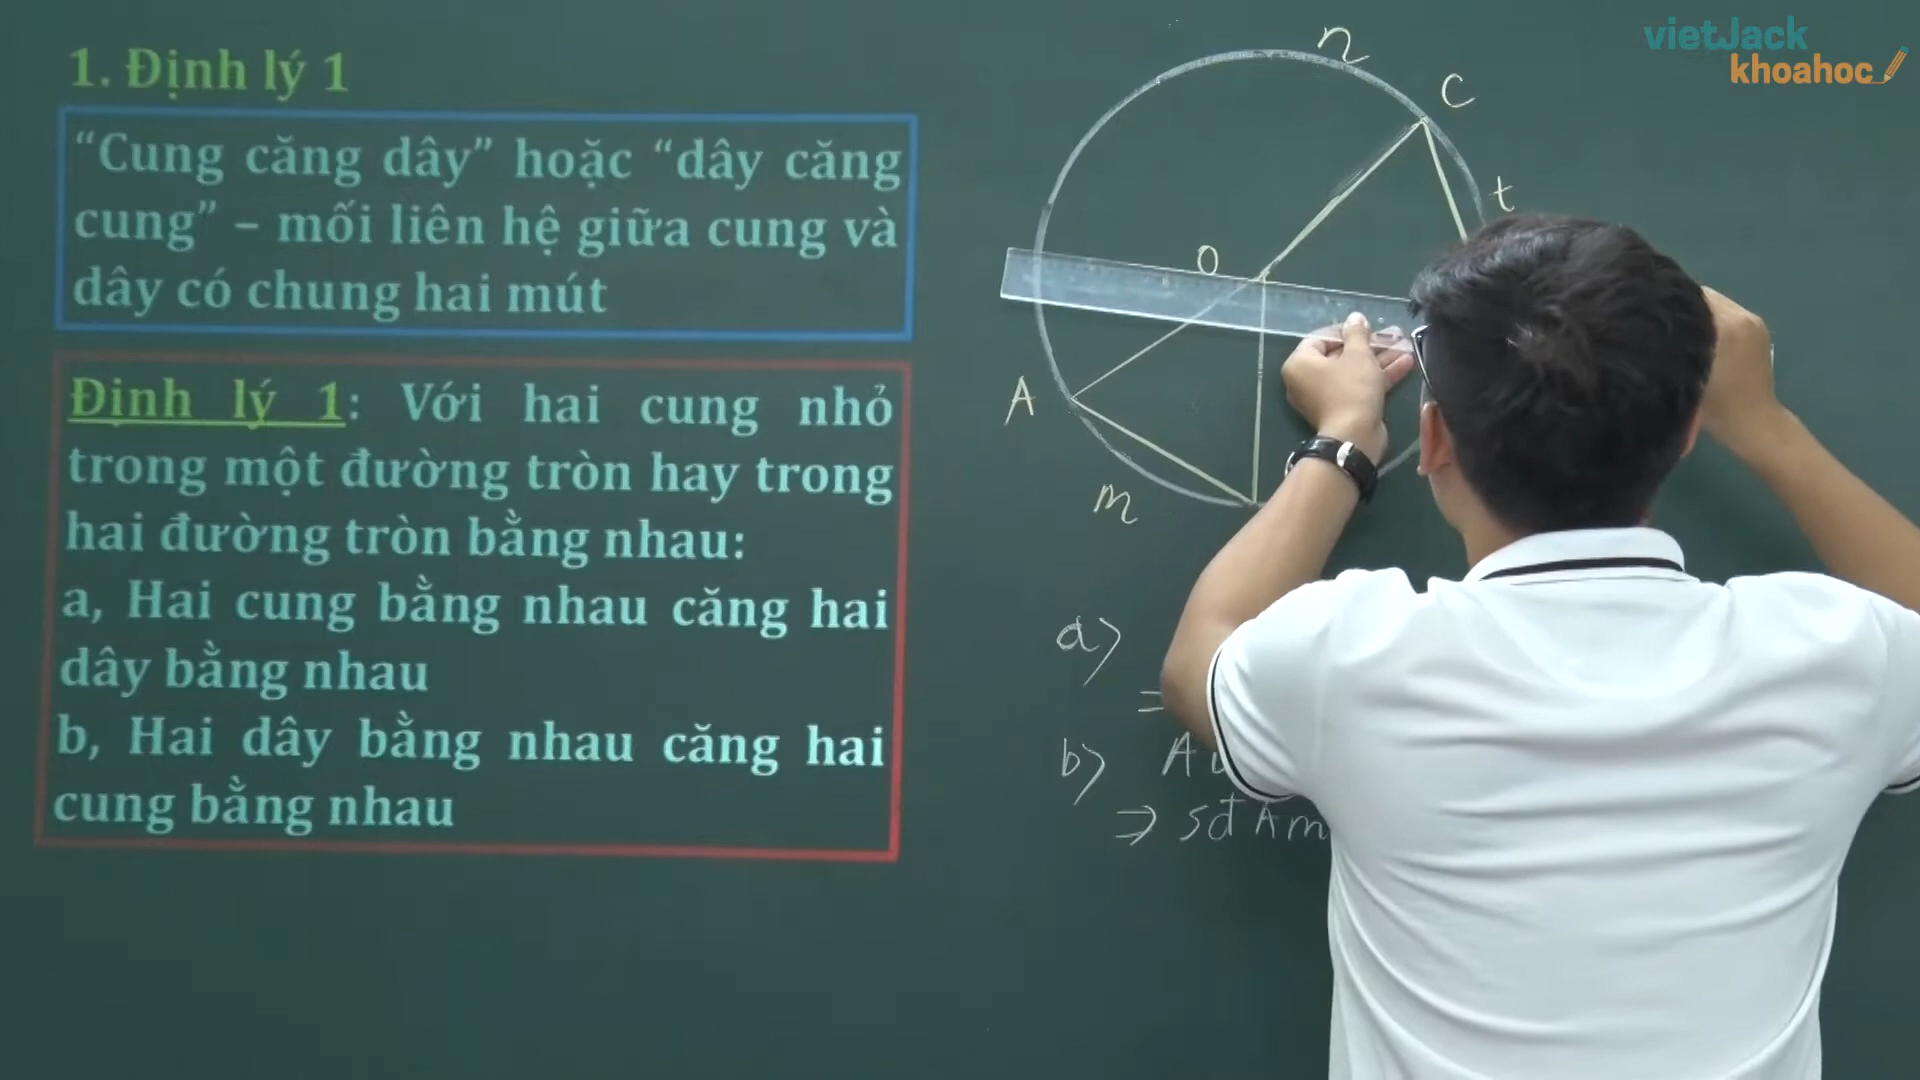 1. Định lý 1
“Cung căng dây” hoặc “dây căng
cung” – mối liên hệ giữa cung và
dây có chung hai mút
Định lý 1: Với hai cung nhỏ
trong một đường tròn hay trong
hai đường tròn bằng nhau:
a, Hai cung bằng nhau căng hai
dây bằng nhau
b, Hai dây bằng nhau căng hai
cung bằng nhau
vietJack
khoahoc
n
C
t
O
A
m
a)
=
b) A
⇒ sđ Am